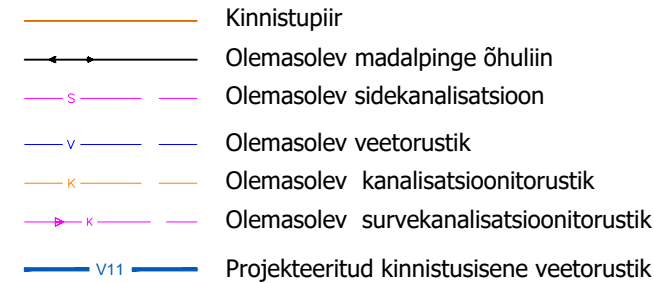 Kinnistupiir
Olemasolev madalpinge õhuliin
S Olemasolev sidekanalisatsioon
V Olemasolev veetorustik
K Olemasolev kanalisatsioonitorustik
K Olemasolev survekanalisatsioonitorustik
V11 Projekteeritud kinnistusisene veetorustik